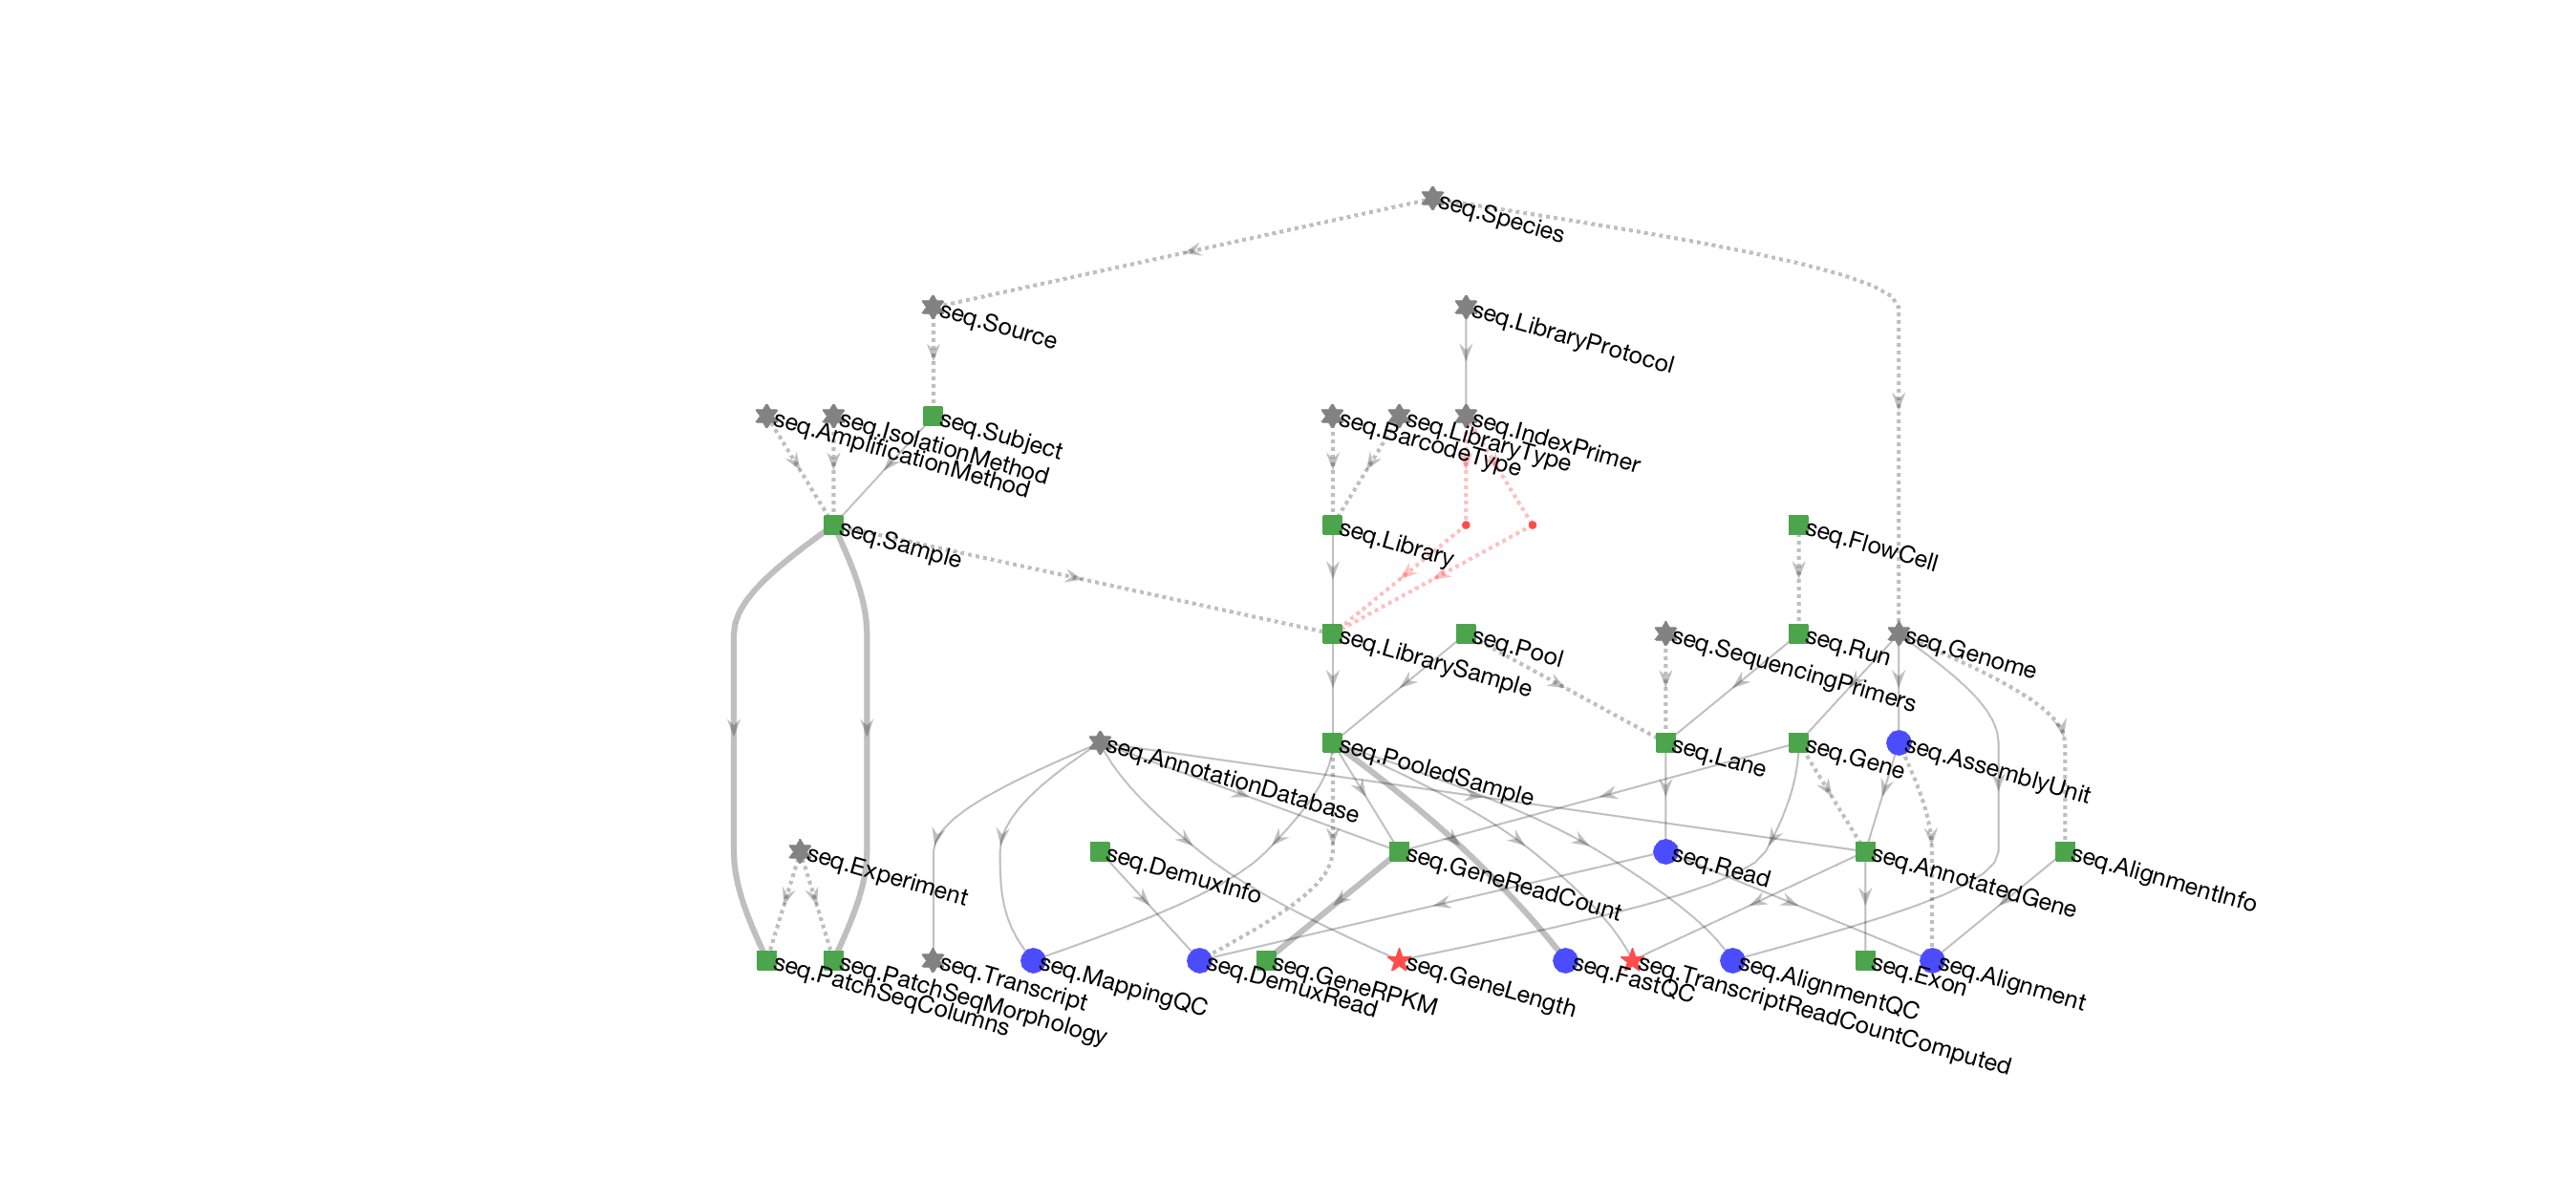 seq.Species
seq.Source
seq.LibraryProtocol
seq.AmplificationMethod
seq.IsolationMethod
seq.Subject
seq.BarcodeType
seq.LibraryType
seq.IndexPrimer
seq.Sample
seq.Library
seq.FlowCell
seq.LibrarySample
seq.Pool
seq.SequencingPrimers
seq.Run
seq.Genome
seq.AnnotationDatabase
seq.PooledSample
seq.Lane
seq.Gene
seq.AssemblyUnit
seq.Experiment
seq.DemuxInfo
seq.GeneReadCount
seq.Read
seq.AnnotatedGene
seq.AlignmentInfo
seq.PatchSeqColumns
seq.PatchSeqMorphology
seq.Transcript
seq.MappingQC
seq.DemuxRead
seq.GeneRPKM
seq.GeneLength
seq.FastQC
seq.TranscriptReadCountComputed
seq.AlignmentQC
seq.Exon
seq.Alignment